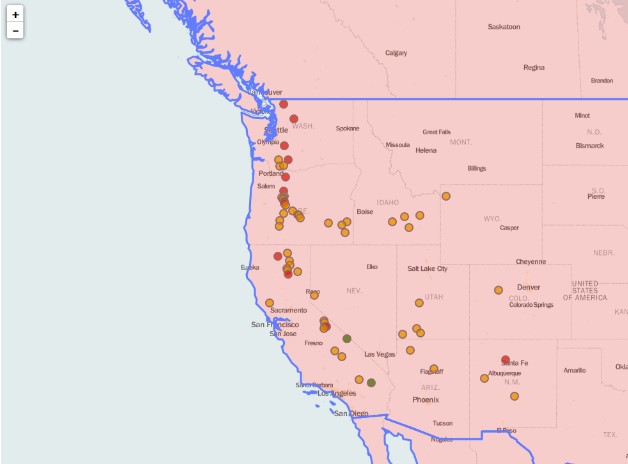 +
−
Saskatoon
Calgary
Regina
Brandon
Vancouver
Victoria
Seattle
WASH.
Spokane
Great Falls
Minot
N.D.
Olympia
Missoula
Helena
MONT.
Bismarck
Portland
Billings
Salem
S.D.
Pierre
IDAHO
ORE.
Boise
WYO.
Casper
NEBR.
Eureka
Elko
Salt Lake City
Cheyenne
Reno
NEV.
UTAH
Denver
COLO.
Colorado Springs
UNITED
STATES
OF AMERICA
Sacramento
San Francisco
San Jose
Fresno
Las Vegas
Santa Fe
Flagstaff
Albuquerque
Amarillo
N.M.
Santa Barbara
Los Angeles
ARIZ.
Phoenix
San Diego
Tucson
El Paso
Nogales